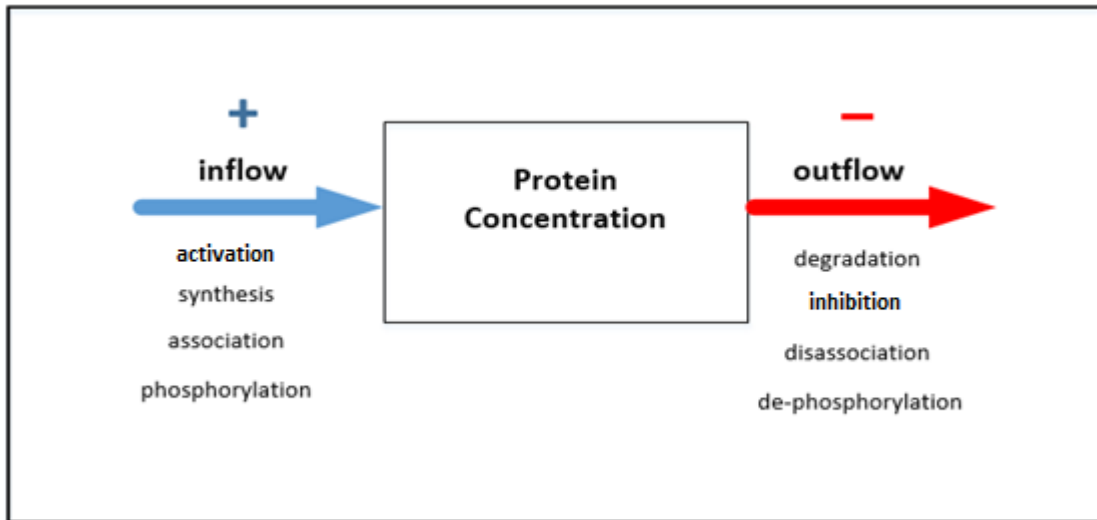 +
inflow
activation
synthesis
association
phosphorylation
Protein
Concentration
−
outflow
degradation
inhibition
disassociation
de-phosphorylation